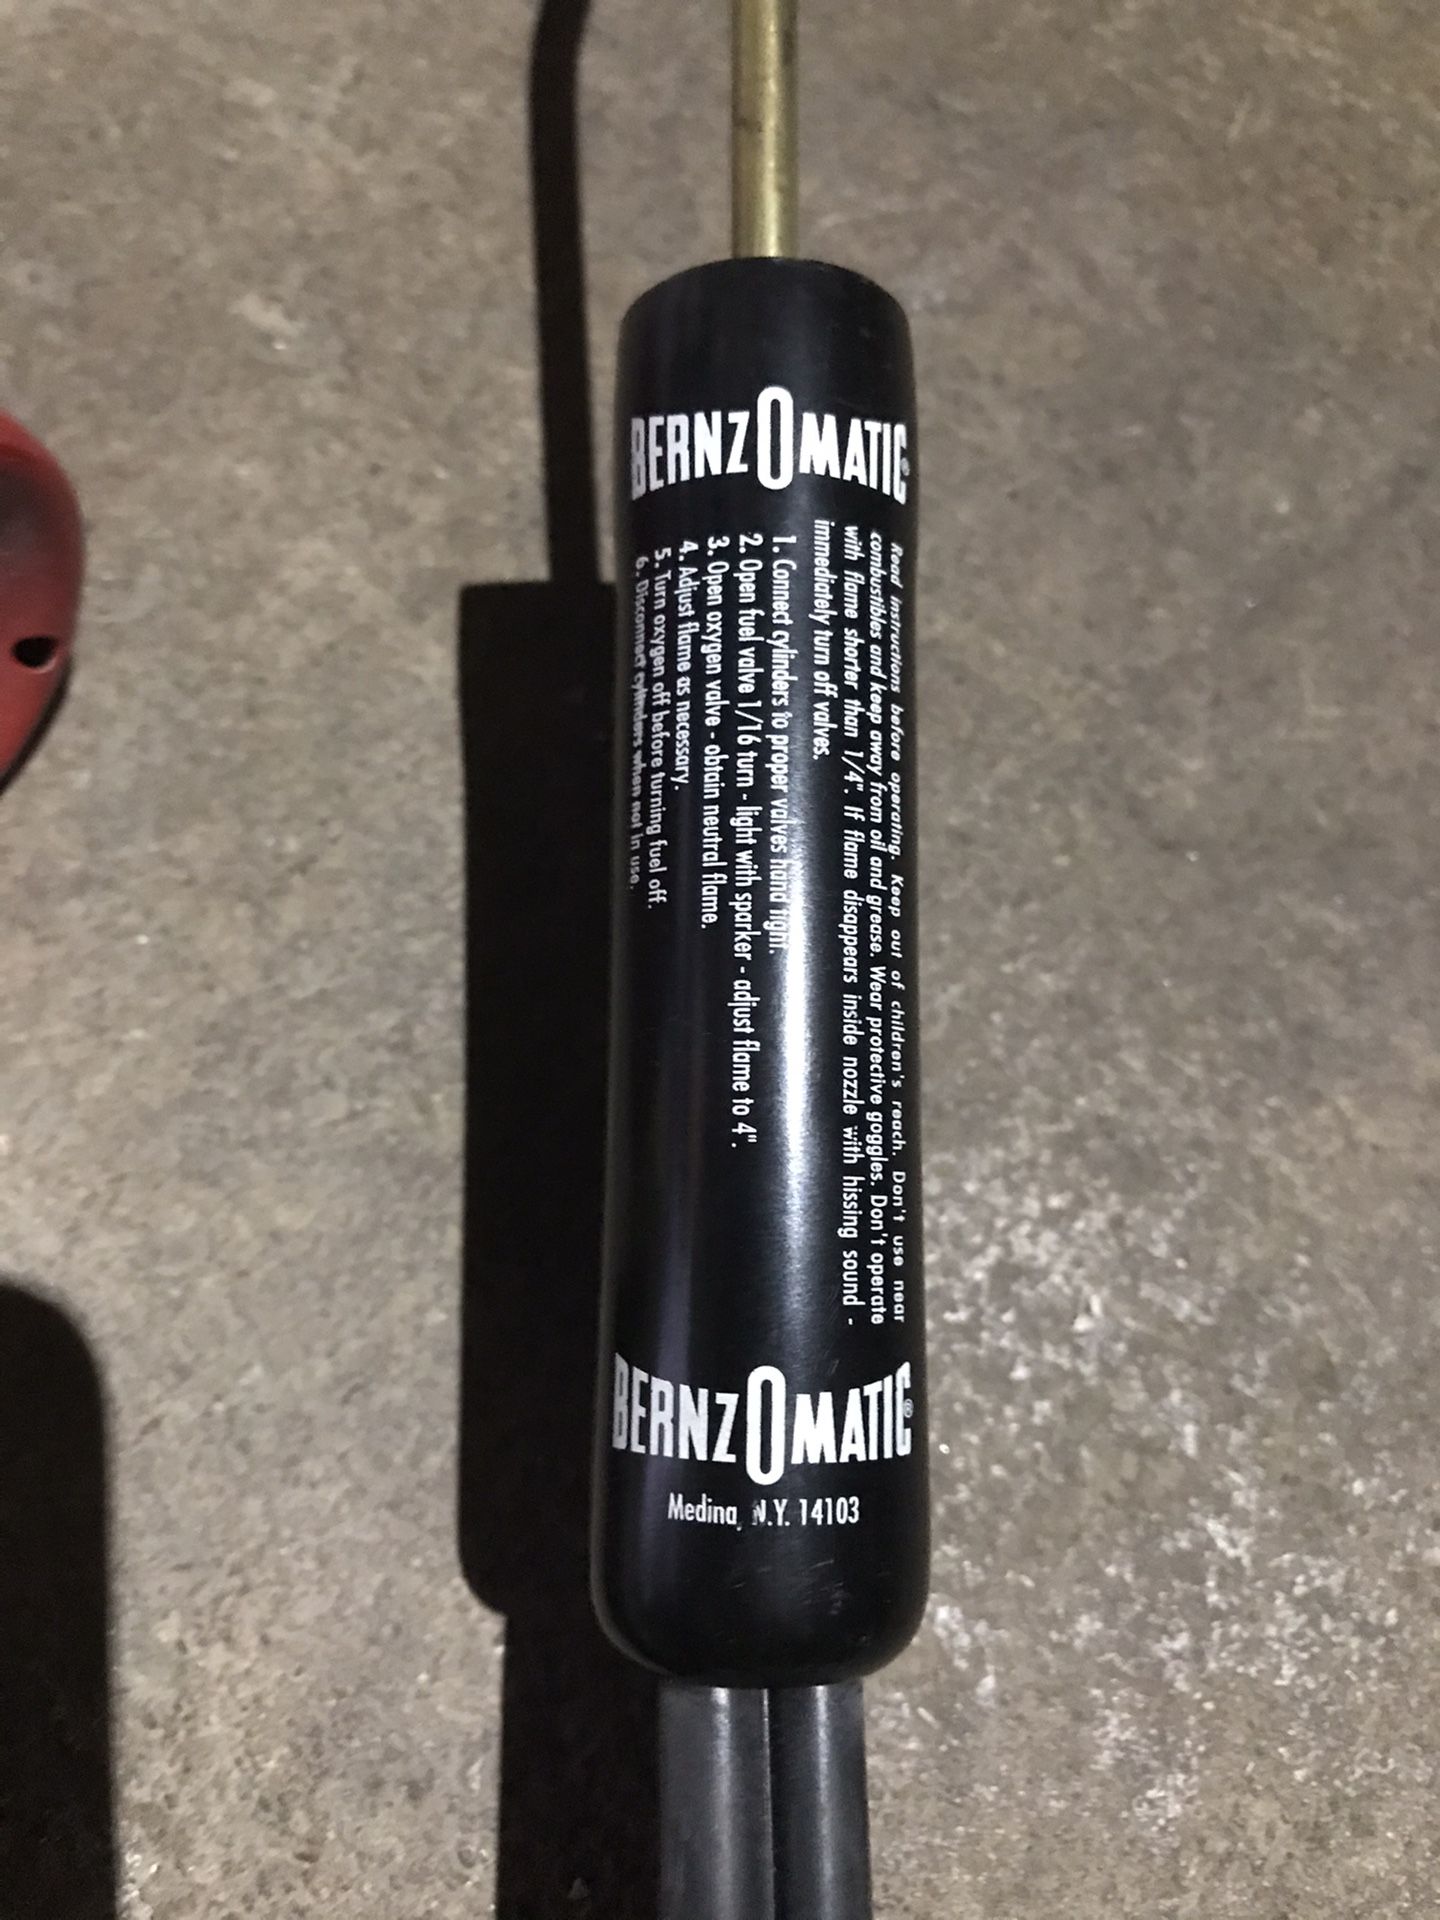 BERNZOMATIC®
Read instructions before operating. Keep out of children's reach. Don't use near
combustibles and keep away from oil and grease. Wear protective goggles. Don't operate
with flame shorter than 1/4". If flame disappears inside nozzle with hissing sound -
immediately turn off valves.
1. Connect cylinders to proper valves hand tight.
2. Open fuel valve 1/16 turn - light with sparker - adjust flame to 4".
3. Open oxygen valve - obtain neutral flame.
4. Adjust flame as necessary.
5. Turn oxygen off before turning fuel off.
6. Disconnect cylinders when not in use.
BERNZOMATIC®
Medina, N.Y. 14103